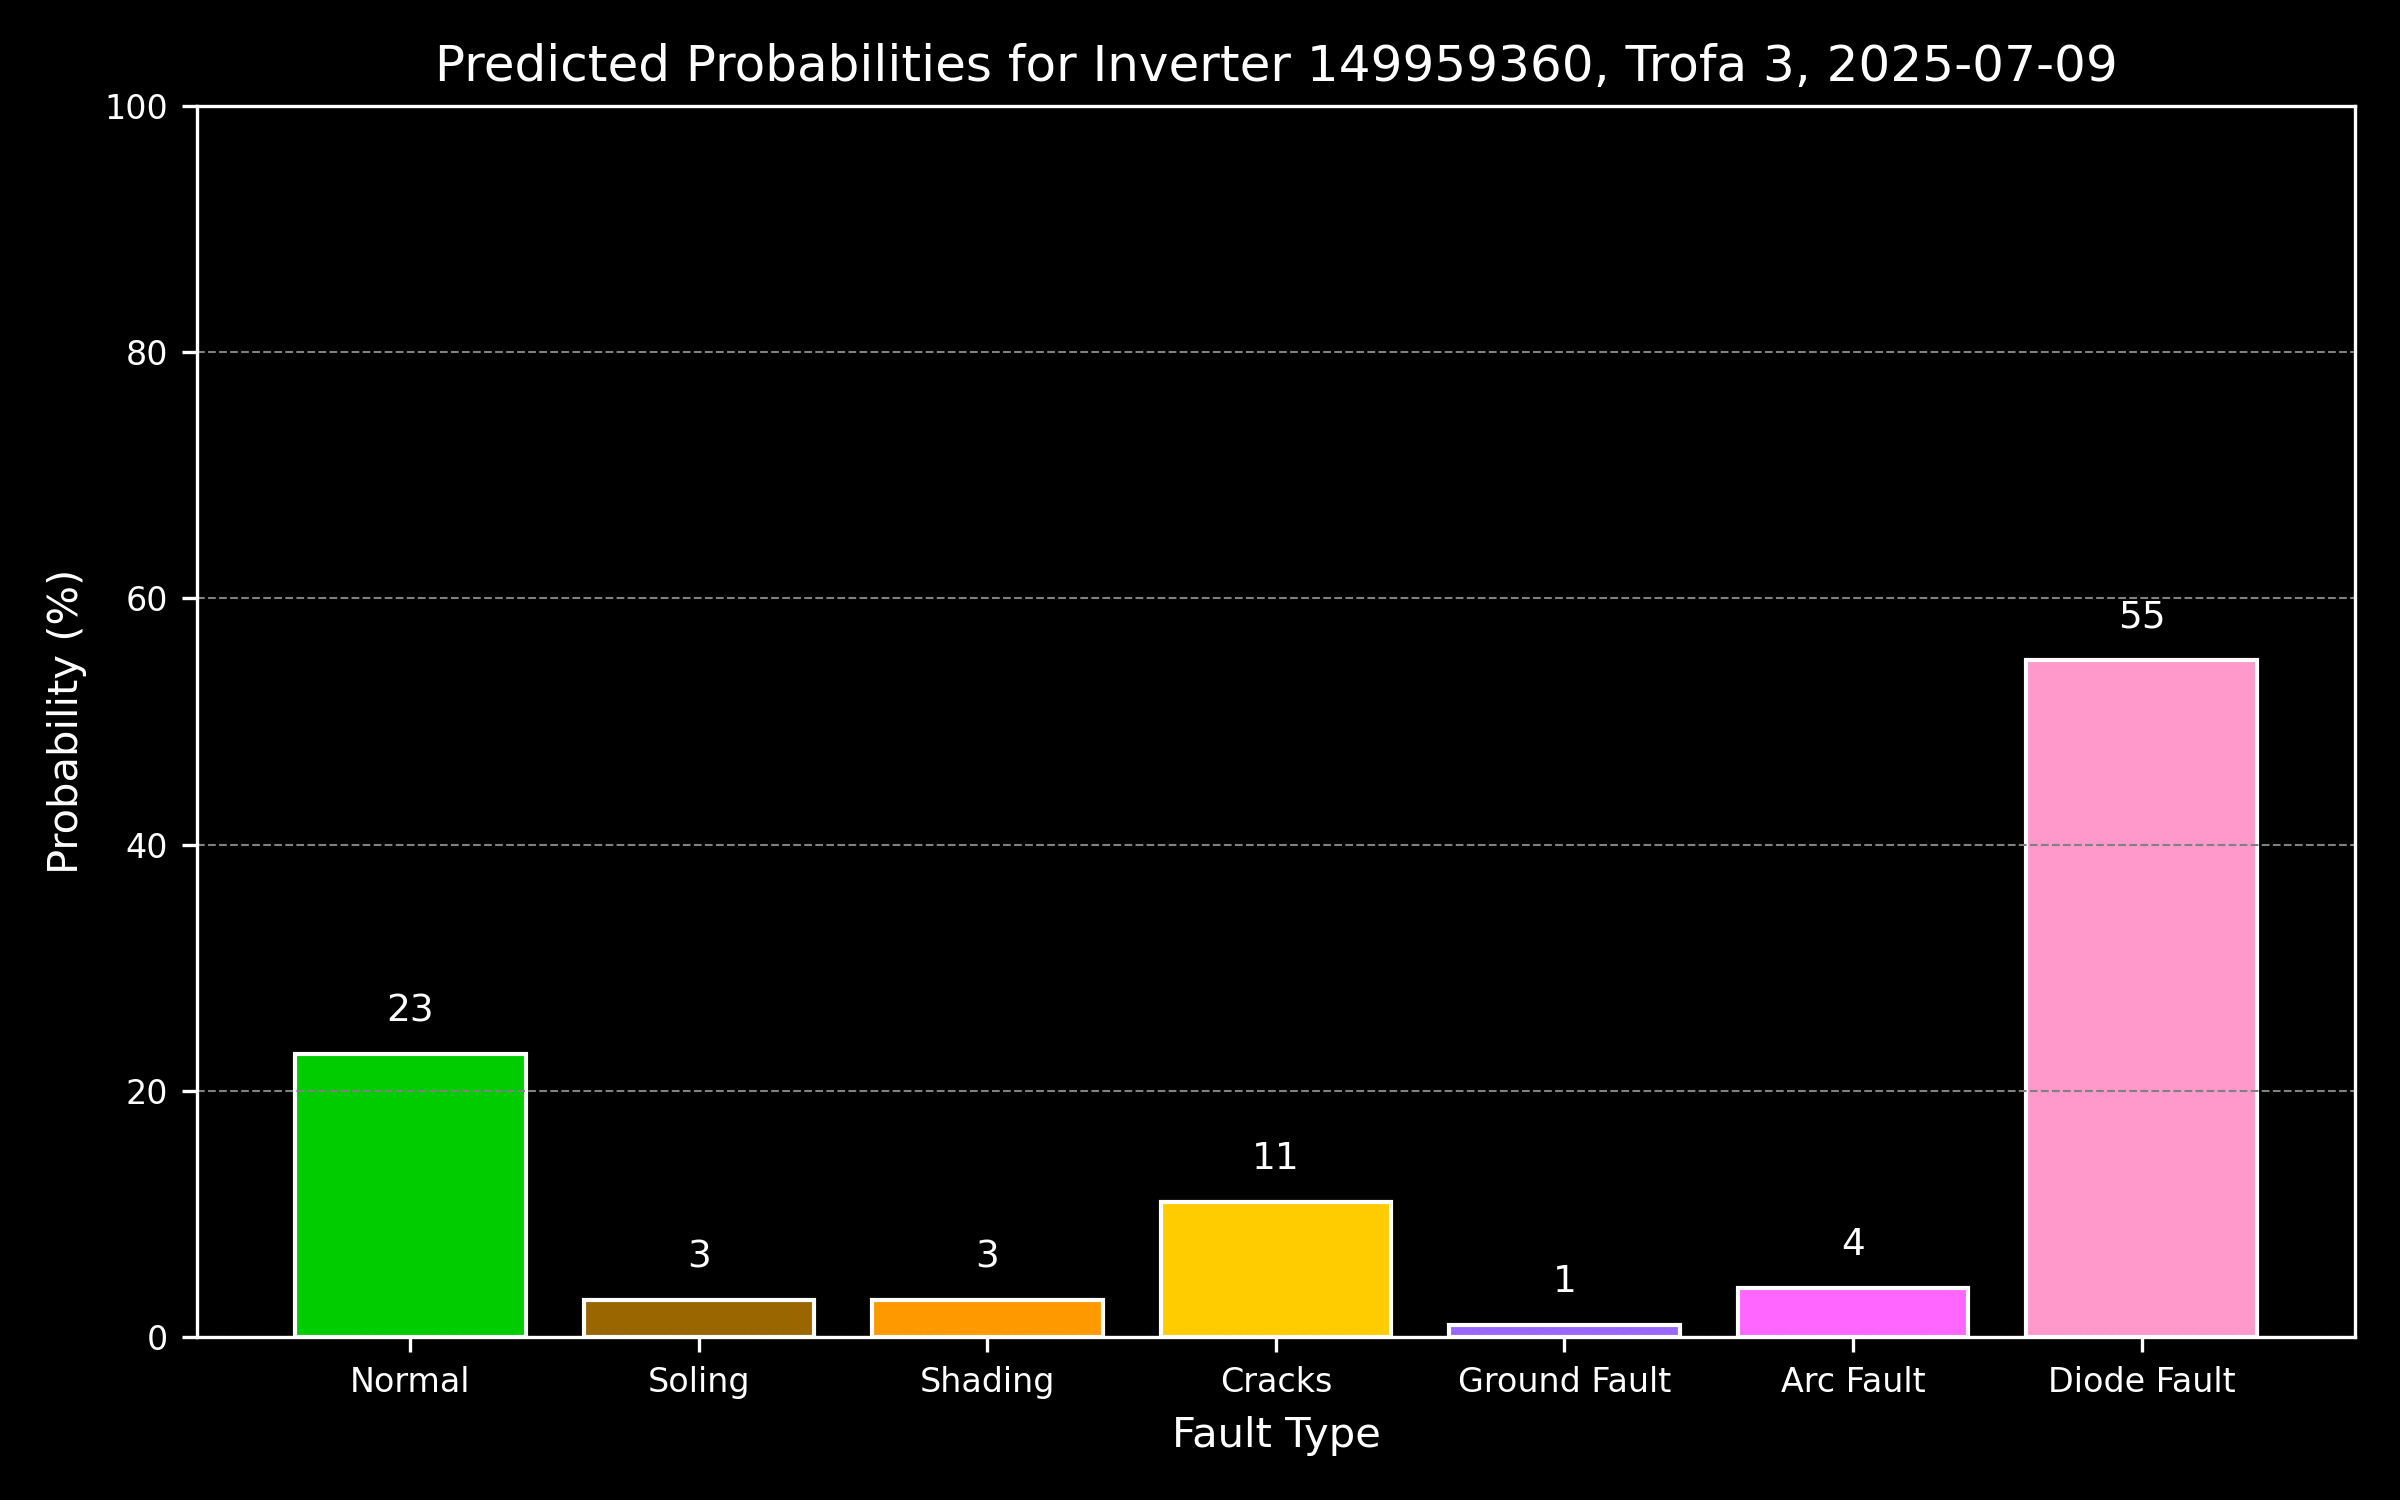 Predicted Probabilities for Inverter 149959360, Trofa 3, 2025-07-09
Probability (%)
100
80
60
40
20
0
23
3
3
11
1
4
55
Normal
Soling
Shading
Cracks
Ground Fault
Arc Fault
Diode Fault
Fault Type